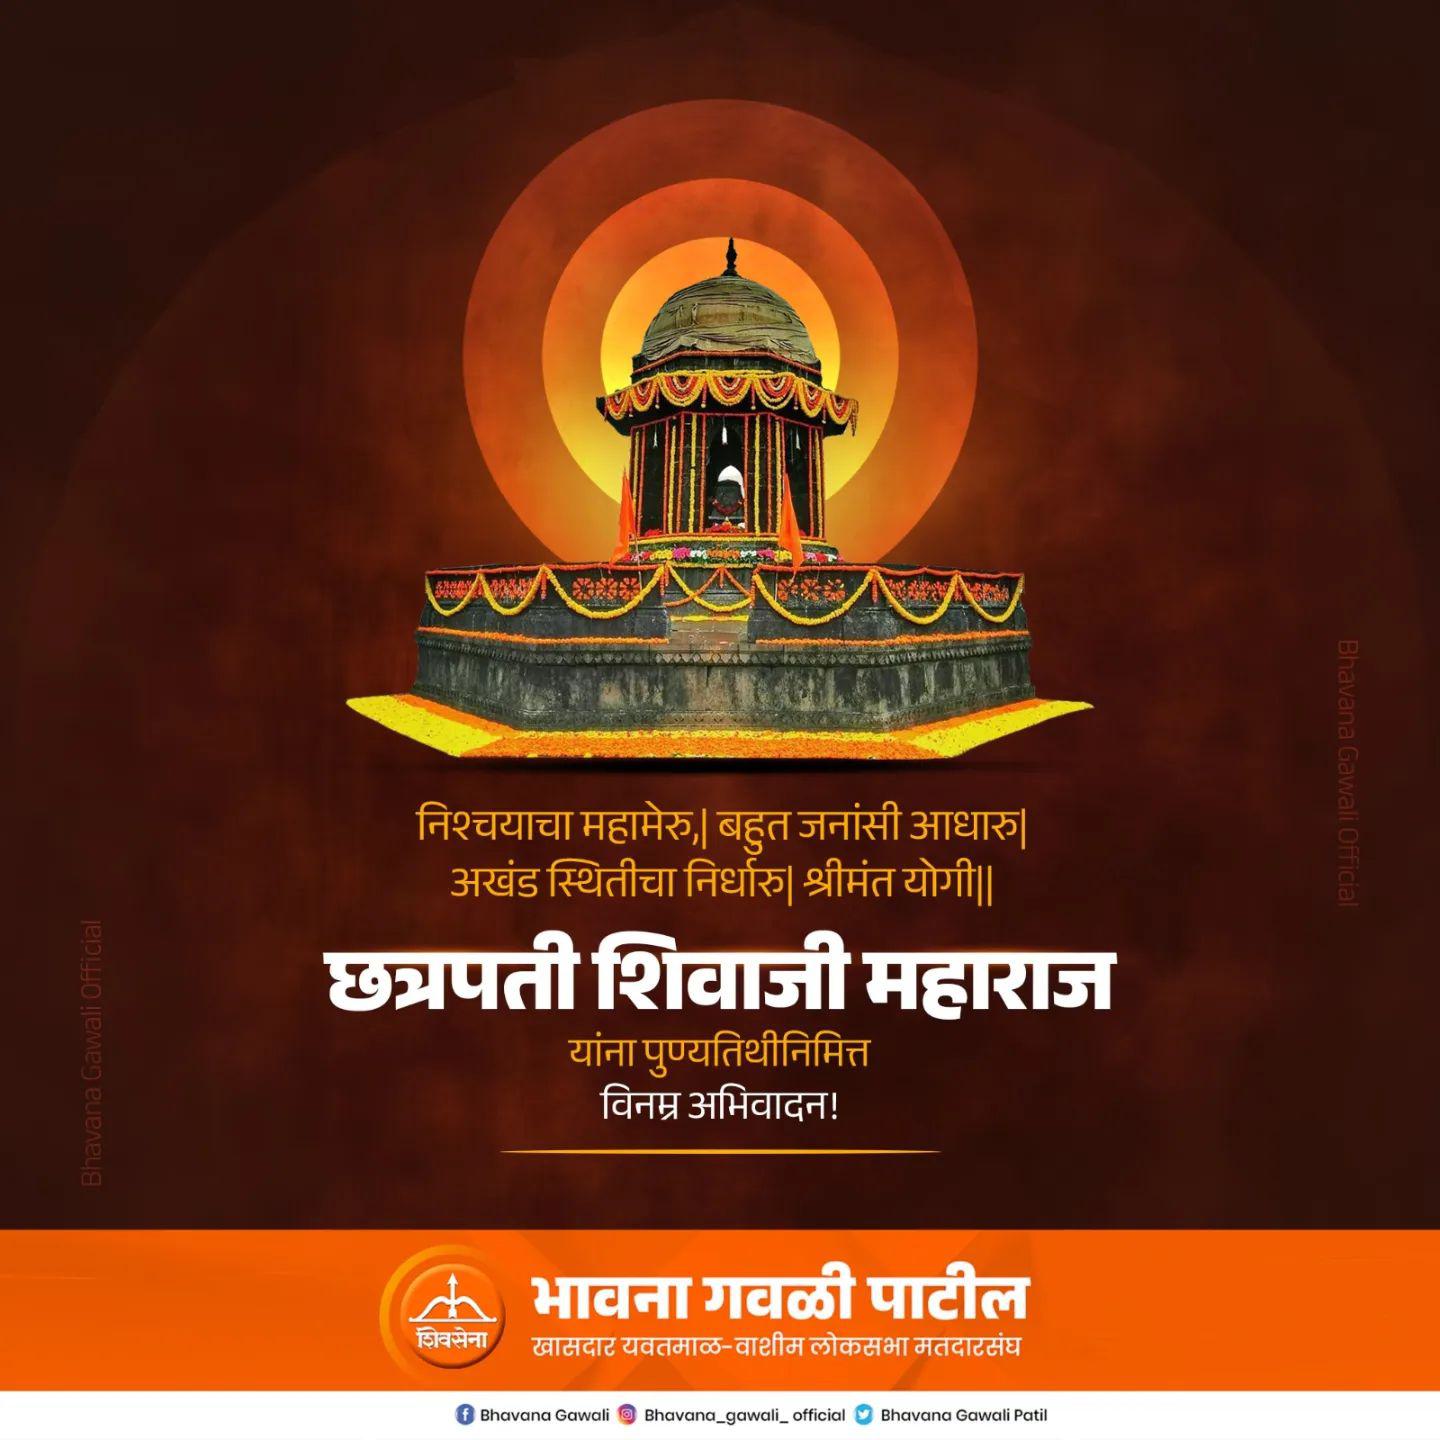 निश्चयाचा महामेरु,| बहुत जनांसी आधारु|
अखंड स्थितीचा निर्धारु| श्रीमंत योगी||
छत्रपती शिवाजी महाराज
यांना पुण्यतिथीनिमित्त
विनम्र अभिवादन!
Bhavana Gawali Official
Bhavana Gawali Official
शिवसेना
भावना गवळी पाटील
खासदार यवतमाळ-वाशीम लोकसभा मतदारसंघ
Bhavana Gawali Bhavana_gawali_ official Bhavana Gawali Patil